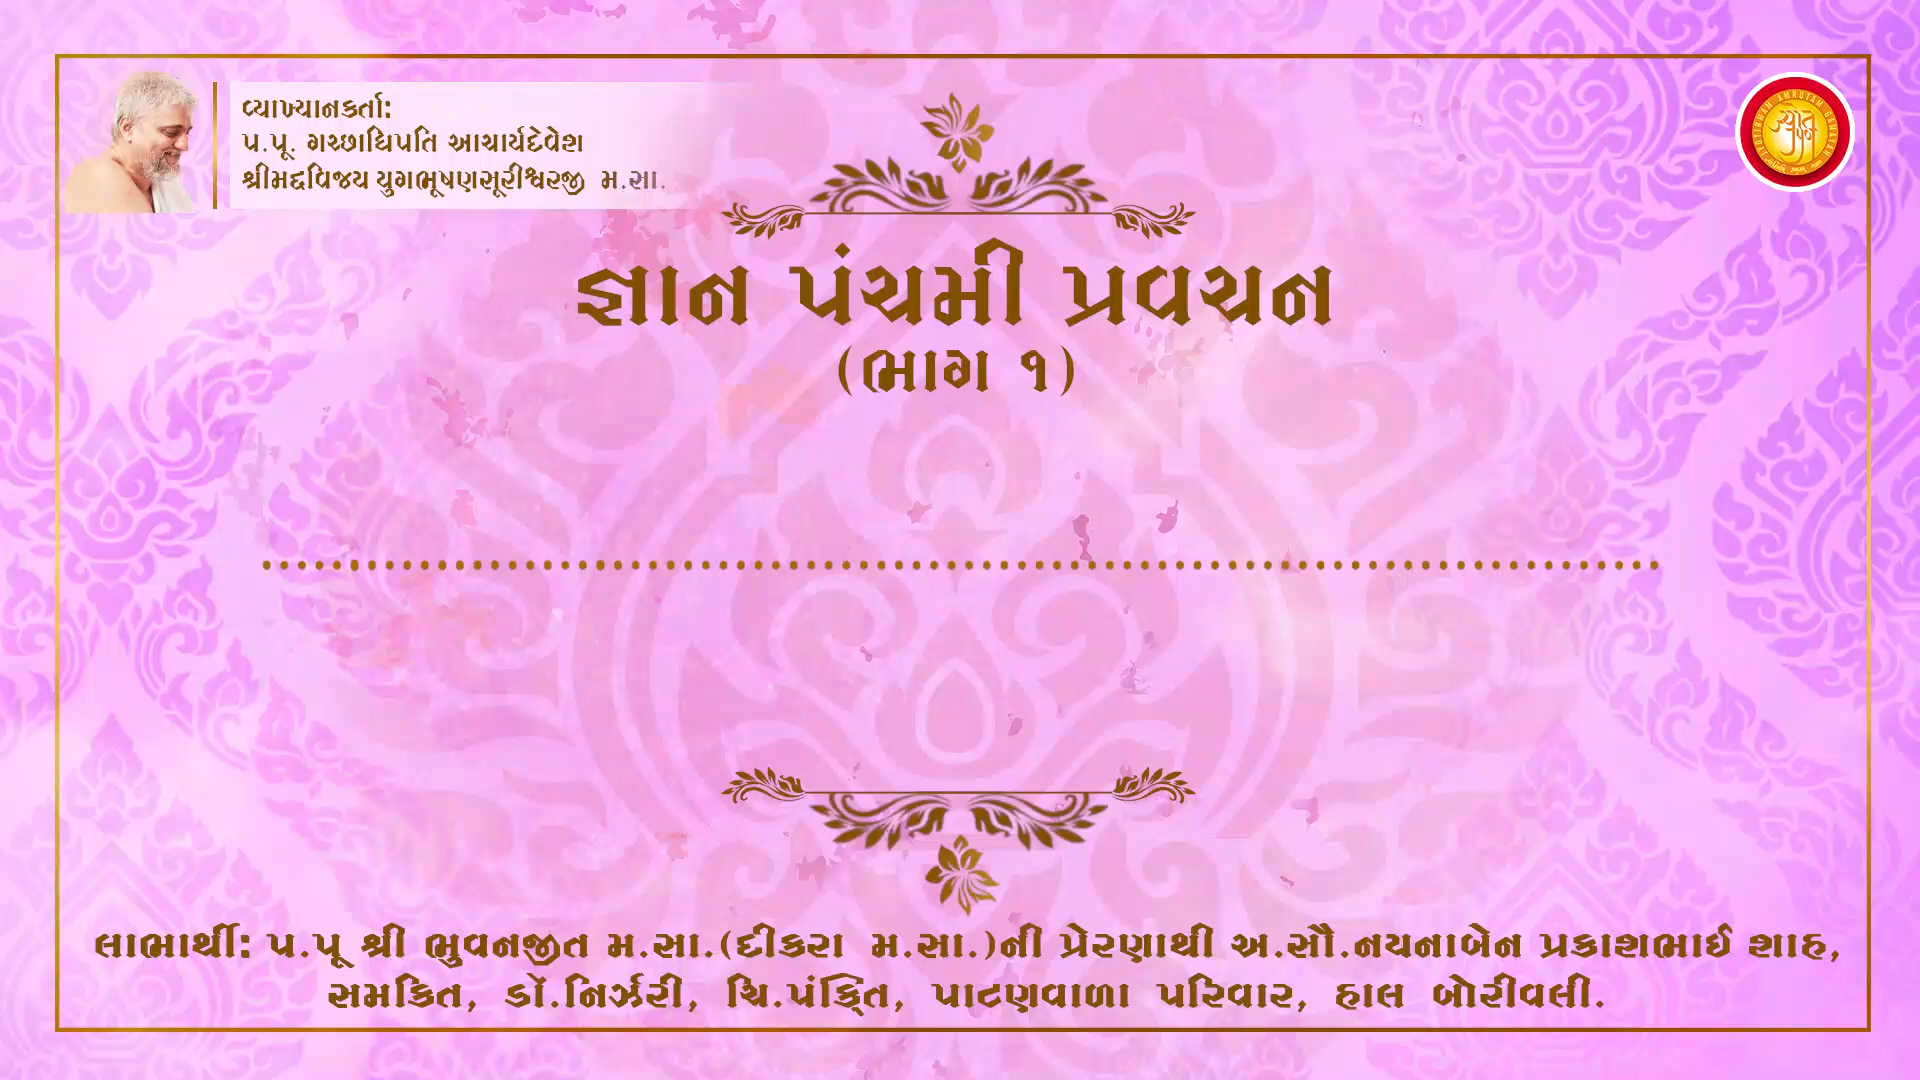 વ્યાખ્યાનકર્તા:
પ.પૂ. ગચ્છાધિપતિ આચાર્યદેવેશ
શ્રીમદ્વિજય યુગભૂષણસૂરીશ્વરજી મ.સા.
જ્ઞાન પંચમી પ્રવચન
(ભાગ ૧)
લાભાર્થી: પ.પૂ શ્રી ભુવનજીત મ.સા.(દીકરા મ.સા.)ની પ્રેરણાથી અ.સૌ.નયનાબેન પ્રકાશભાઈ શાહ,
સમકિત, ડૉ.નિર્ઝરી, ચિ.પંક્તિ, પાટણવાળા પરિવાર, હાલ બોરીવલી.